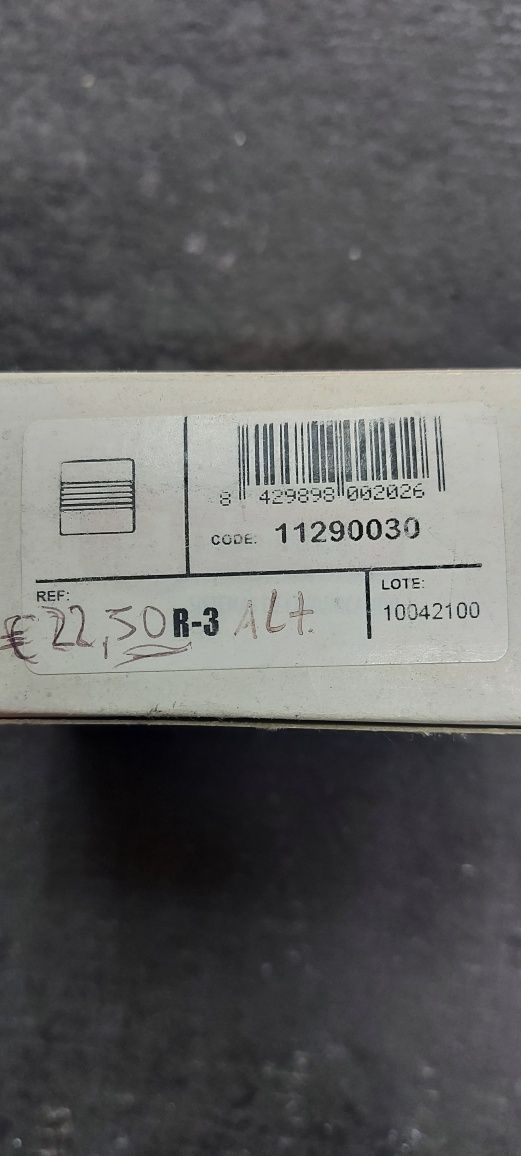 8 429898 002026
CODE: 11290030
REF:
€ 22,50 R-3 ALt.
LOTE:
10042100